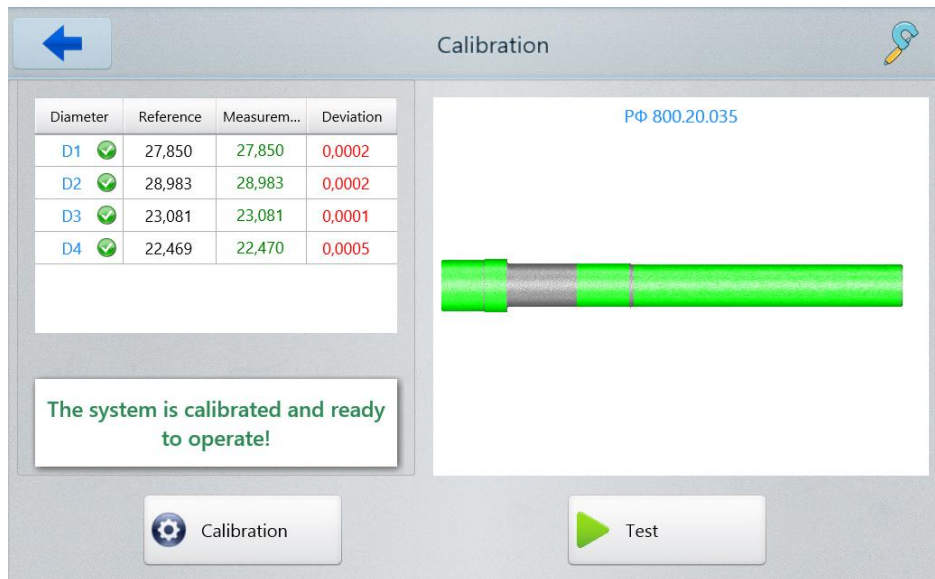 Calibration
Diameter Reference Measurem... Deviation
D1 27,850 27,850 0,0002
D2 28,983 28,983 0,0002
D3 23,081 23,081 0,0001
D4 22,469 22,470 0,0005
The system is calibrated and ready
to operate!
РФ 800.20.035
Calibration
Test